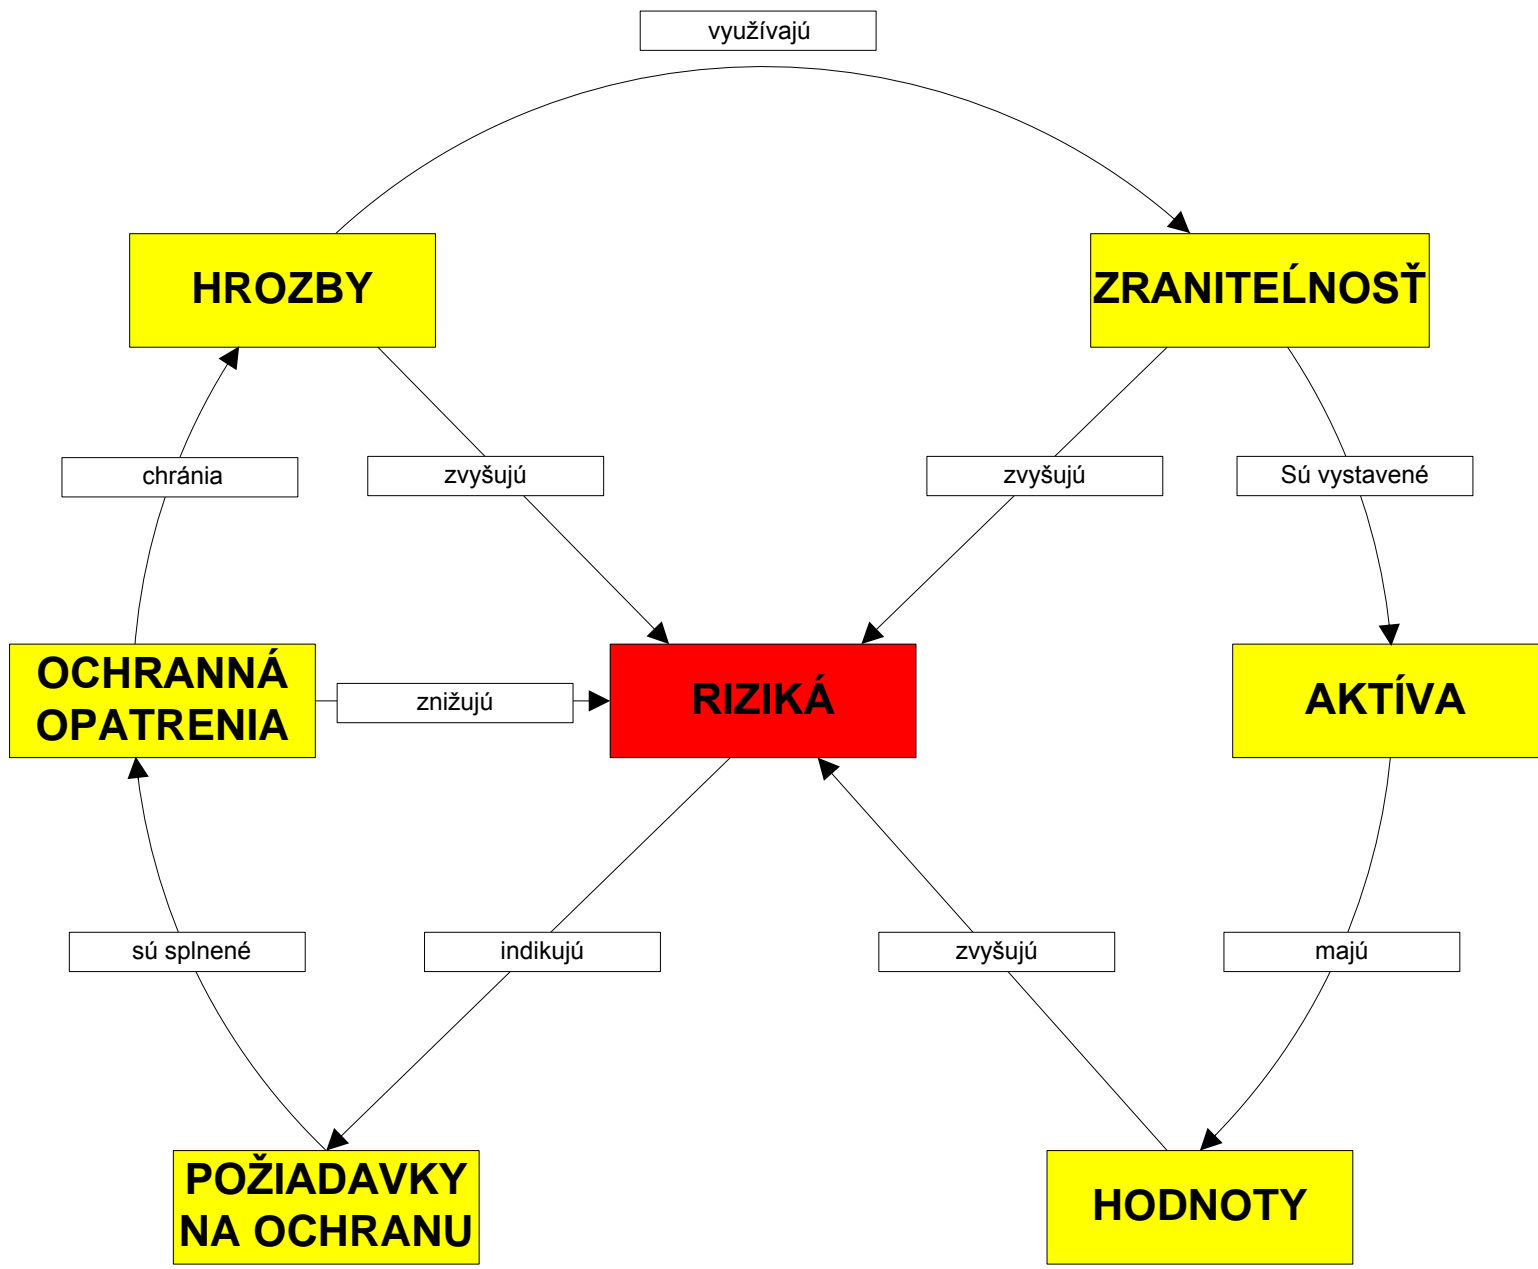 využívajú
HROZBY
ZRANITEĹNOSŤ
chránia
zvyšujú
zvyšujú
Sú vystavené
OCHRANNÁ
OPATRENIA
znižujú
RIZIKÁ
AKTÍVA
sú splnené
indikujú
zvyšujú
majú
POŽIADAVKY
NA OCHRANU
HODNOTY